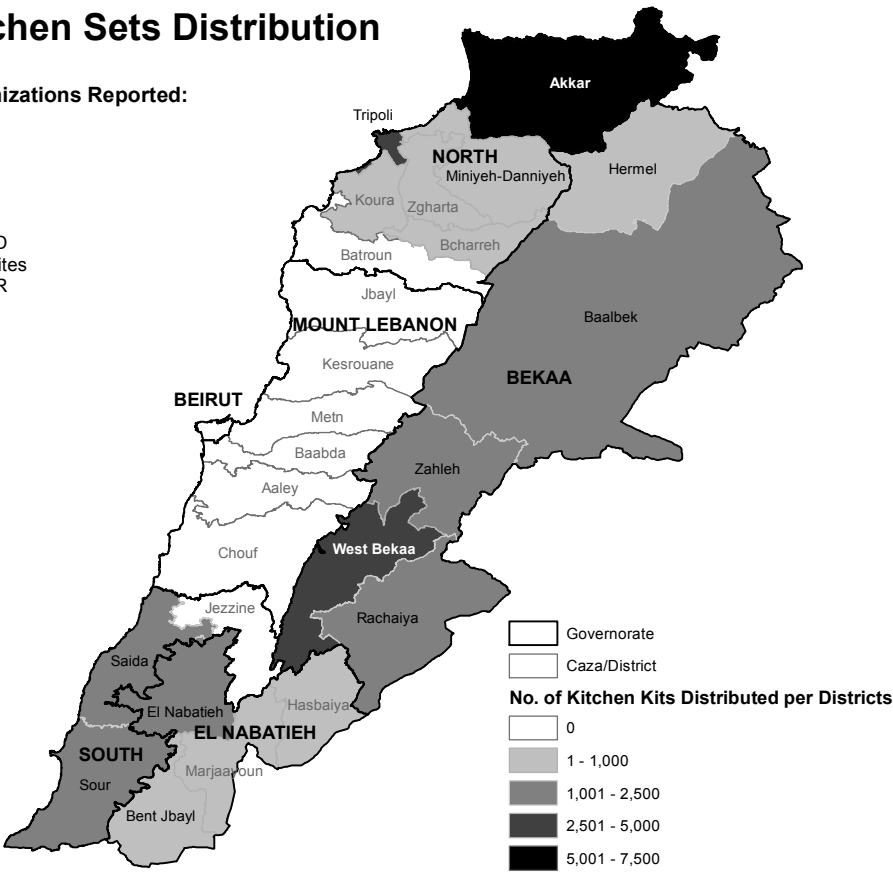 chen Sets Distribution
nizations Reported:
ites
R
Akkar
Tripoli
NORTH
Miniyeh-Danniyeh
Hermel
Koura
Zgharta
Bcharreh
Batroun
Jbayl
MOUNT LEBANON
Baalbek
Kesrouane
BEKAA
BEIRUT
Metn
Baabda
Zahleh
Aaley
West Bekaa
Chouf
Jezzine
Rachaiya
Saida
Hasbaiya
El Nabatieh
EL NABATIEH
SOUTH
Marjaayoun
Sour
Bent Jbayl
Governorate
Caza/District
No. of Kitchen Kits Distributed per Districts
0
1 - 1,000
1,001 - 2,500
2,501 - 5,000
5,001 - 7,500